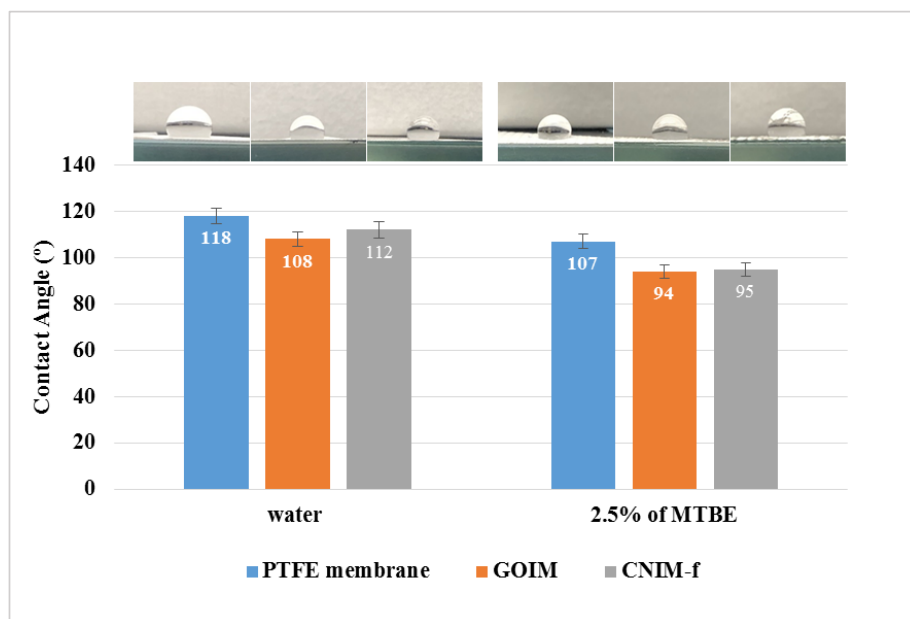 140
120
100
80
60
40
20
0
Contact Angle (º)
118
108
112
107
94
95
water
2.5% of MTBE
PTFE membrane
GOIM
CNIM-f